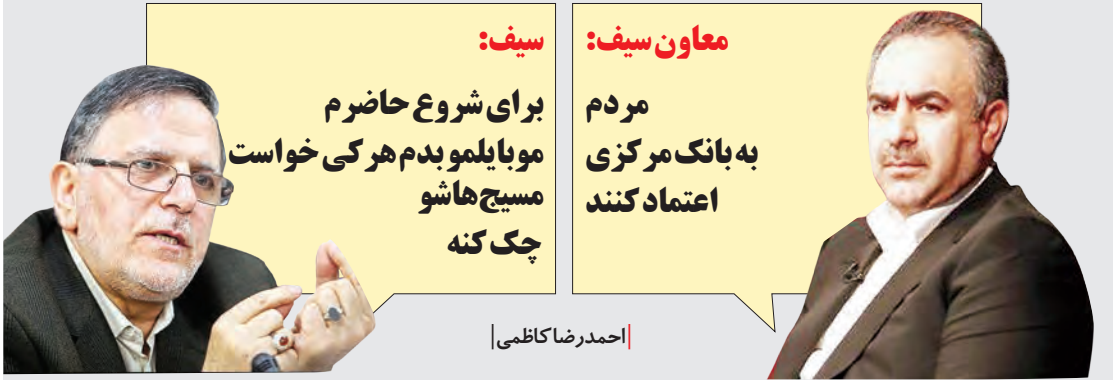 معاون سیف:
مردم
به بانک مرکزی
اعتماد کنند
سیف:
برای شروع حاضرم
موبایلمو بدم هر کی خواست
مسیج‌هاشو
چک کنه
|احمدرضا کاظمی|